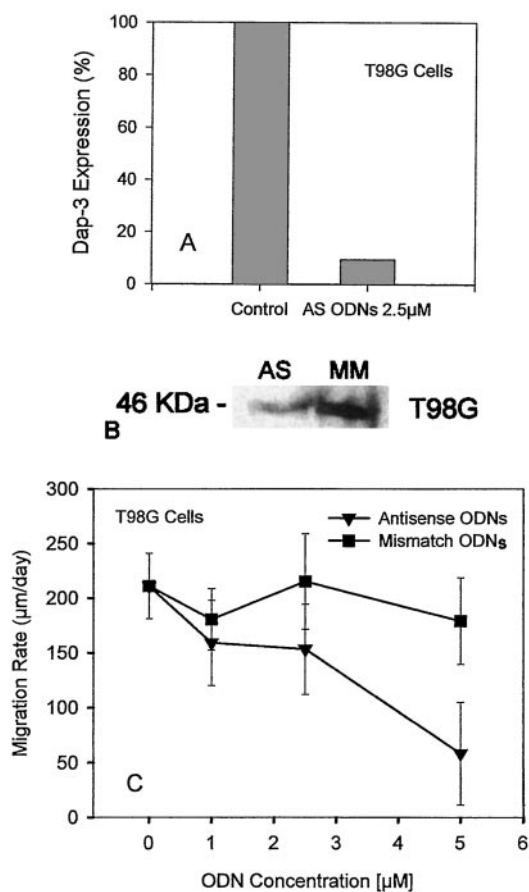 100
80
60
40
20
0
Dap-3 Expression (%)
T98G Cells
A
Control AS ODNs 2.5µM
AS MM
46 KDa - T98G
B
300
250
200
150
100
50
0
Migration Rate (µm/day)
T98G Cells
Antisense ODNs
Mismatch ODNs
C
0 1 2 3 4 5 6
ODN Concentration [µM]